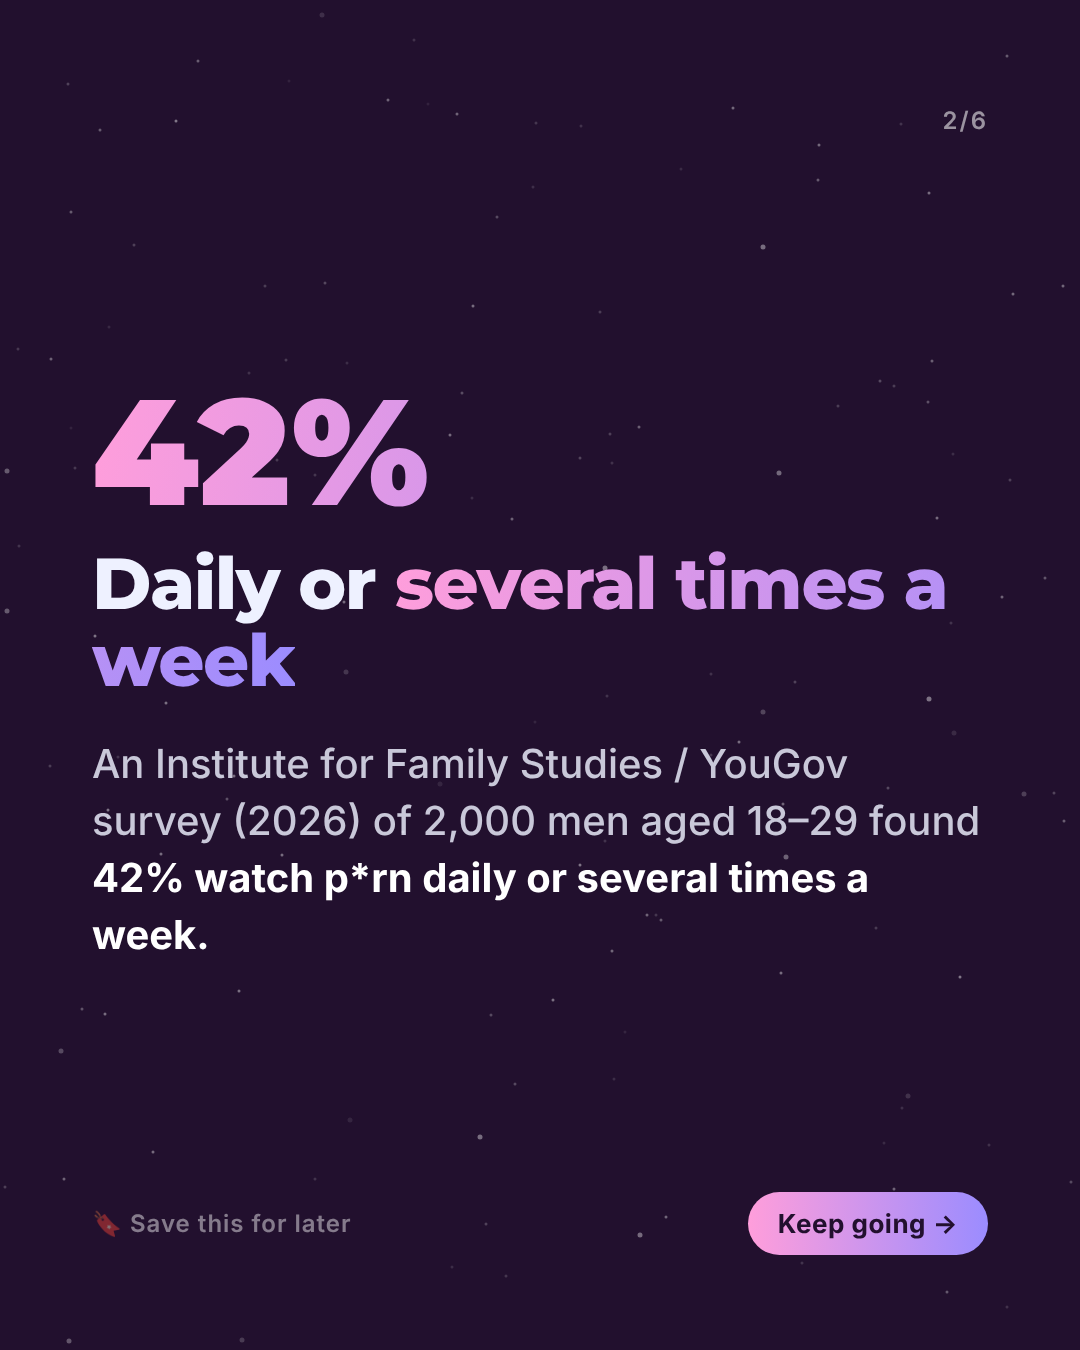 2/6
42%
Daily or several times a
week
An Institute for Family Studies / YouGov
survey (2026) of 2,000 men aged 18–29 found
42% watch p*rn daily or several times a
week.
🔖 Save this for later
Keep going →